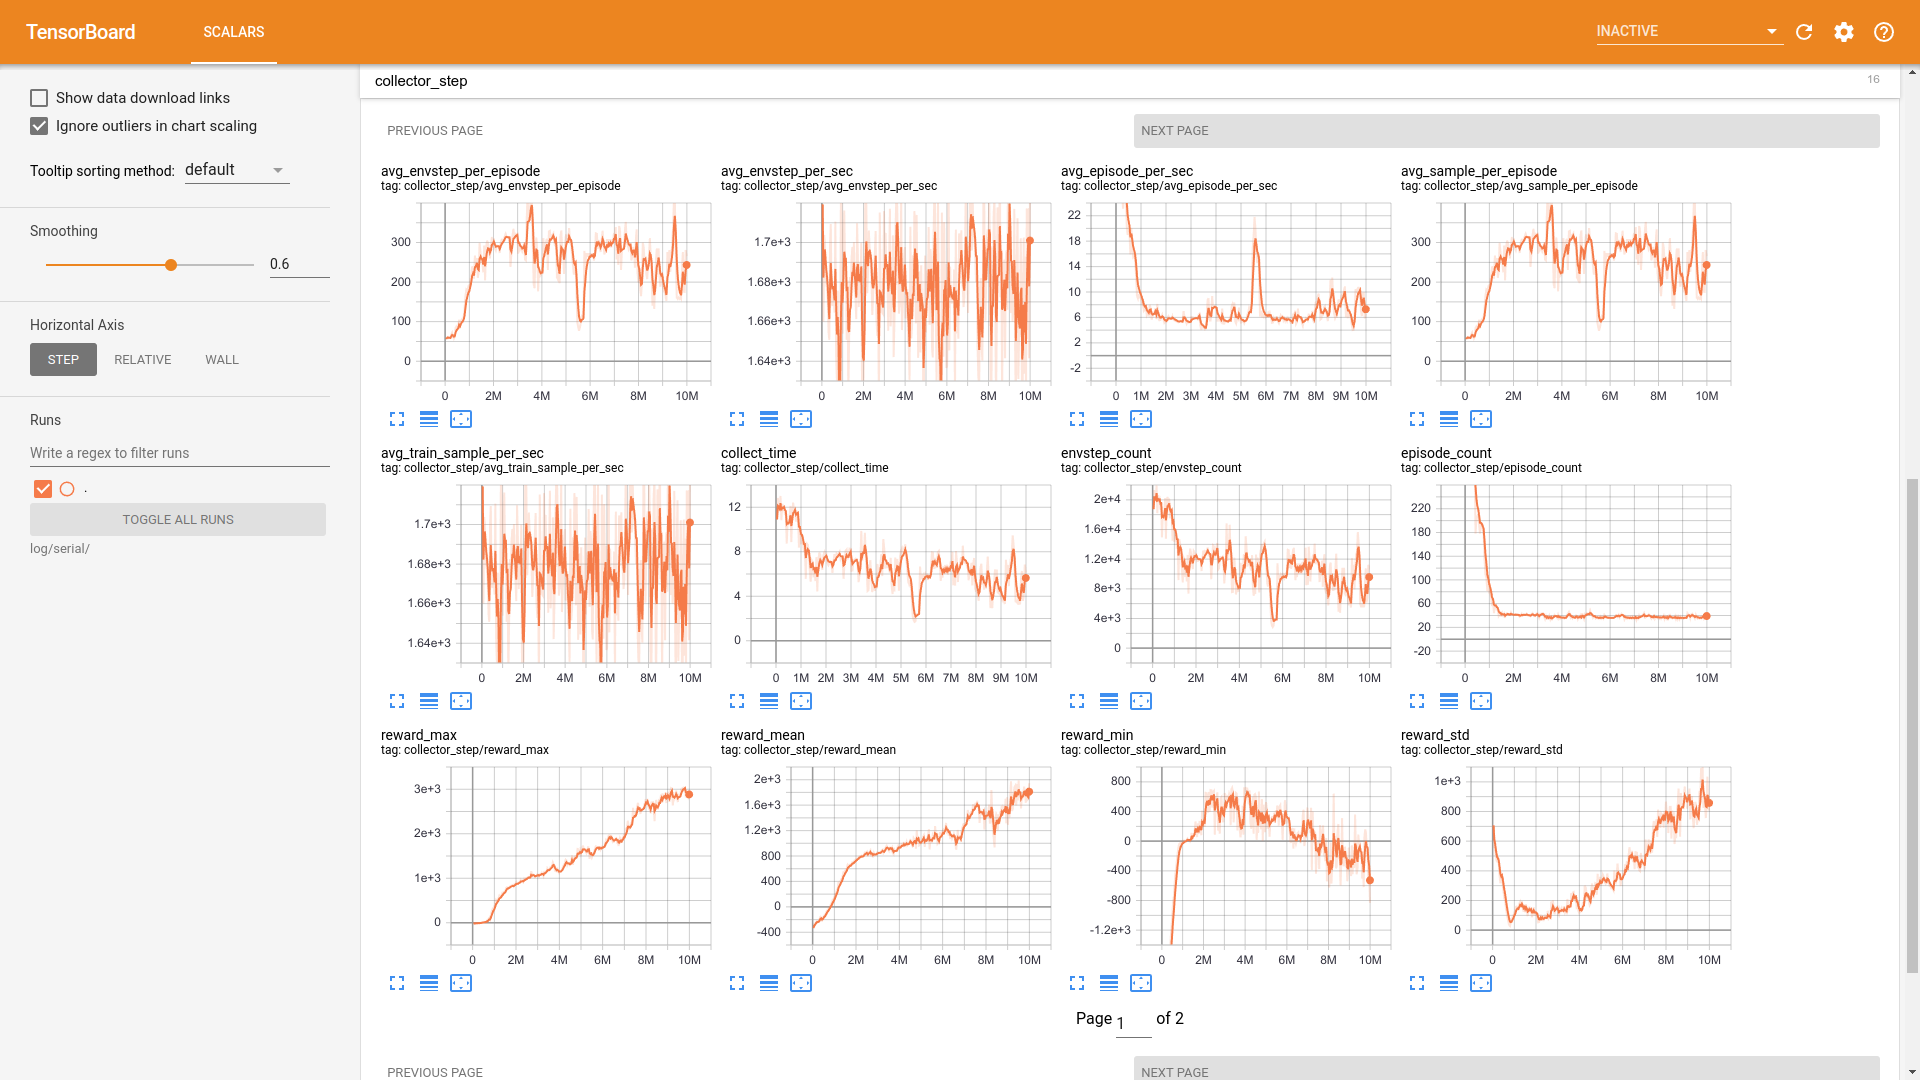 TensorBoard
SCALARS
INACTIVE
Show data download links
Ignore outliers in chart scaling
Tooltip sorting method: default
Smoothing
0.6
Horizontal Axis
STEP RELATIVE WALL
Runs
Write a regex to filter runs
.
TOGGLE ALL RUNS
log/serial/
collector_step
16
PREVIOUS PAGE
NEXT PAGE
avg_envstep_per_episode
tag: collector_step/avg_envstep_per_episode
300
200
100
0
0 2M 4M 6M 8M 10M
avg_envstep_per_sec
tag: collector_step/avg_envstep_per_sec
1.7e+3
1.68e+3
1.66e+3
1.64e+3
0 2M 4M 6M 8M 10M
avg_episode_per_sec
tag: collector_step/avg_episode_per_sec
22
18
14
10
6
2
-2
0 1M 2M 3M 4M 5M 6M 7M 8M 9M 10M
avg_sample_per_episode
tag: collector_step/avg_sample_per_episode
300
200
100
0
0 2M 4M 6M 8M 10M
avg_train_sample_per_sec
tag: collector_step/avg_train_sample_per_sec
1.7e+3
1.68e+3
1.66e+3
1.64e+3
0 2M 4M 6M 8M 10M
collect_time
tag: collector_step/collect_time
12
8
4
0
0 1M 2M 3M 4M 5M 6M 7M 8M 9M 10M
envstep_count
tag: collector_step/envstep_count
2e+4
1.6e+4
1.2e+4
8e+3
4e+3
0
0 2M 4M 6M 8M 10M
episode_count
tag: collector_step/episode_count
220
180
140
100
60
20
-20
0 2M 4M 6M 8M 10M
reward_max
tag: collector_step/reward_max
3e+3
2e+3
1e+3
0
0 2M 4M 6M 8M 10M
reward_mean
tag: collector_step/reward_mean
2e+3
1.6e+3
1.2e+3
800
400
0
-400
0 2M 4M 6M 8M 10M
reward_min
tag: collector_step/reward_min
800
400
0
-400
-800
-1.2e+3
0 2M 4M 6M 8M 10M
reward_std
tag: collector_step/reward_std
1e+3
800
600
400
200
0
0 2M 4M 6M 8M 10M
Page 1 of 2
PREVIOUS PAGE
NEXT PAGE